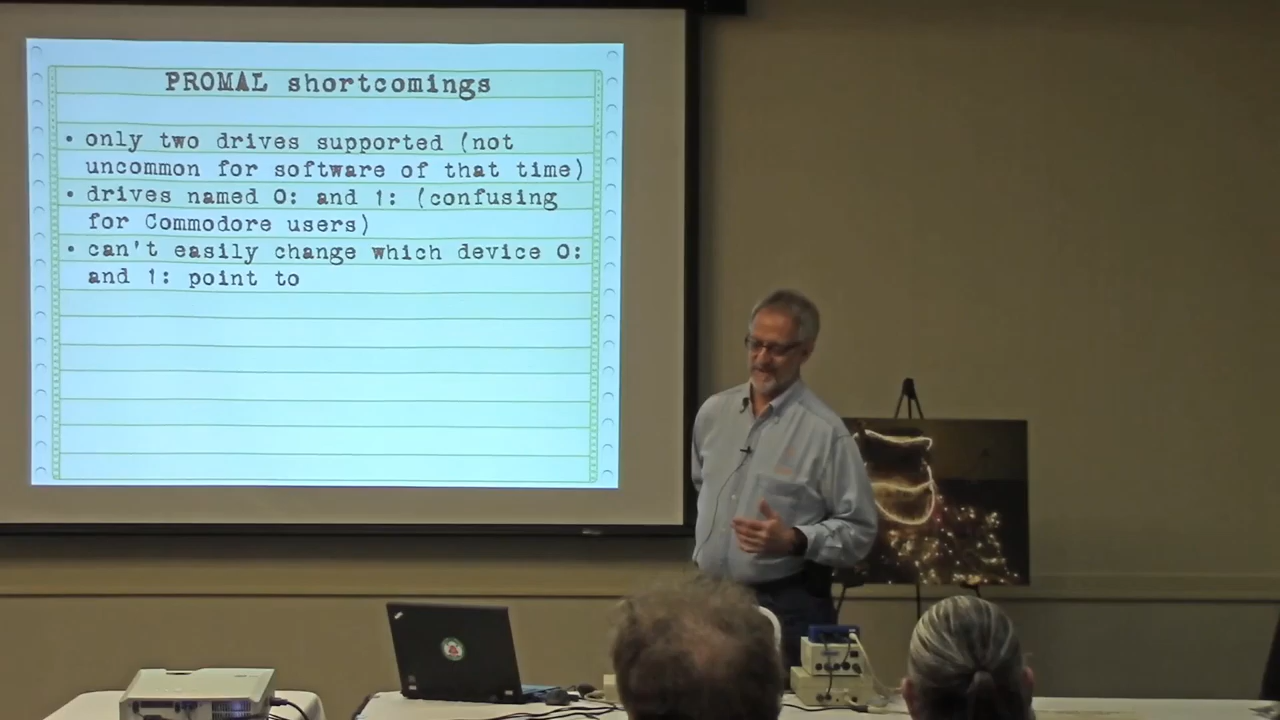 PROMAL shortcomings
• only two drives supported (not
uncommon for software of that time)
• drives named 0: and 1: (confusing
for Commodore users)
• can't easily change which device 0:
and 1: point to